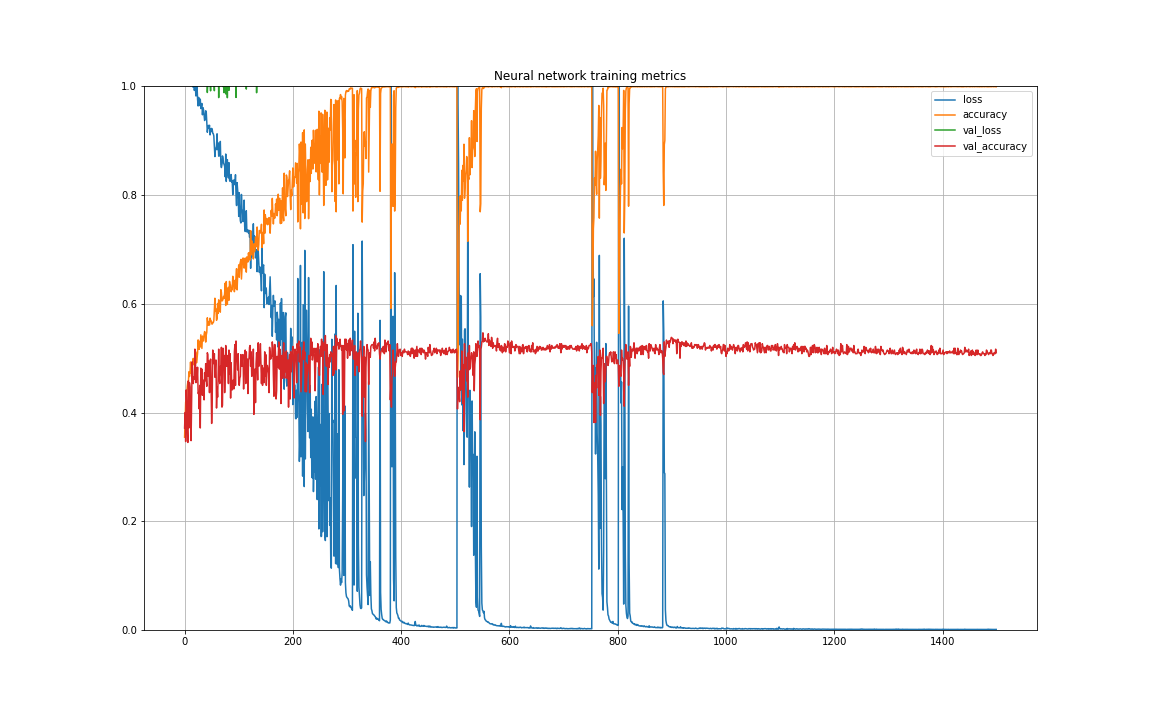 Neural network training metrics
1.0
0.8
0.6
0.4
0.2
0.0
loss
accuracy
val_loss
val_accuracy
0 200 400 600 800 1000 1200 1400